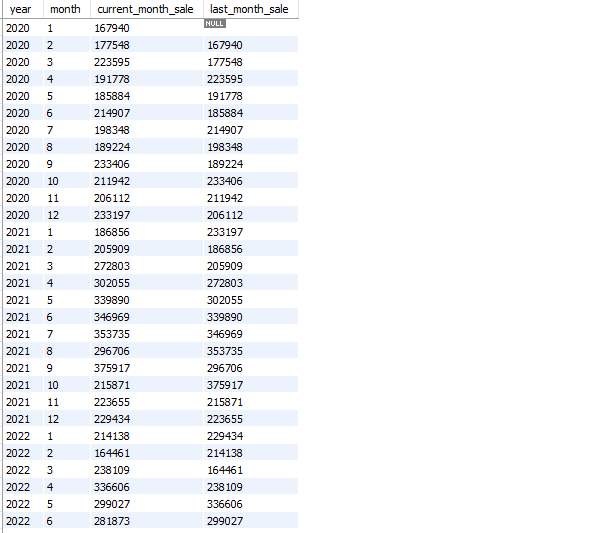 year month current_month_sale last_month_sale
2020 1 167940 NULL
2020 2 177548 167940
2020 3 223595 177548
2020 4 191778 223595
2020 5 185884 191778
2020 6 214907 185884
2020 7 198348 214907
2020 8 189224 198348
2020 9 233406 189224
2020 10 211942 233406
2020 11 206112 211942
2020 12 233197 206112
2021 1 186856 233197
2021 2 205909 186856
2021 3 272803 205909
2021 4 302055 272803
2021 5 339890 302055
2021 6 346969 339890
2021 7 353735 346969
2021 8 296706 353735
2021 9 375917 296706
2021 10 215871 375917
2021 11 223655 215871
2021 12 229434 223655
2022 1 214138 229434
2022 2 164461 214138
2022 3 238109 164461
2022 4 336606 238109
2022 5 299027 336606
2022 6 281873 299027